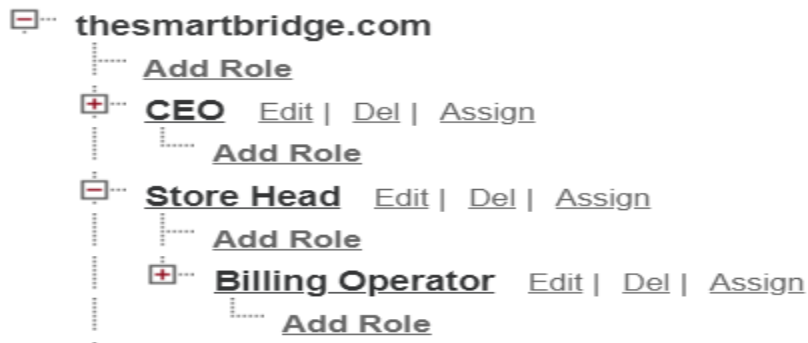 thesmartbridge.com
Add Role
CEO Edit | Del | Assign
Add Role
Store Head Edit | Del | Assign
Add Role
Billing Operator Edit | Del | Assign
Add Role